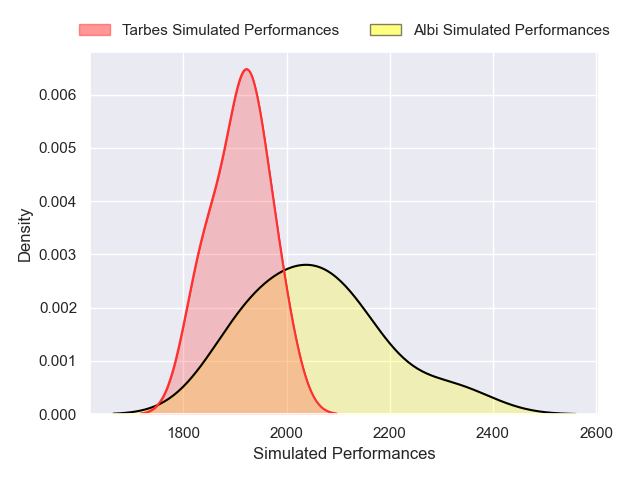 Tarbes Simulated Performances Albi Simulated Performances
0.006
0.005
0.004
0.003
0.002
0.001
0.000
Density
1800 2000 2200 2400 2600
Simulated Performances